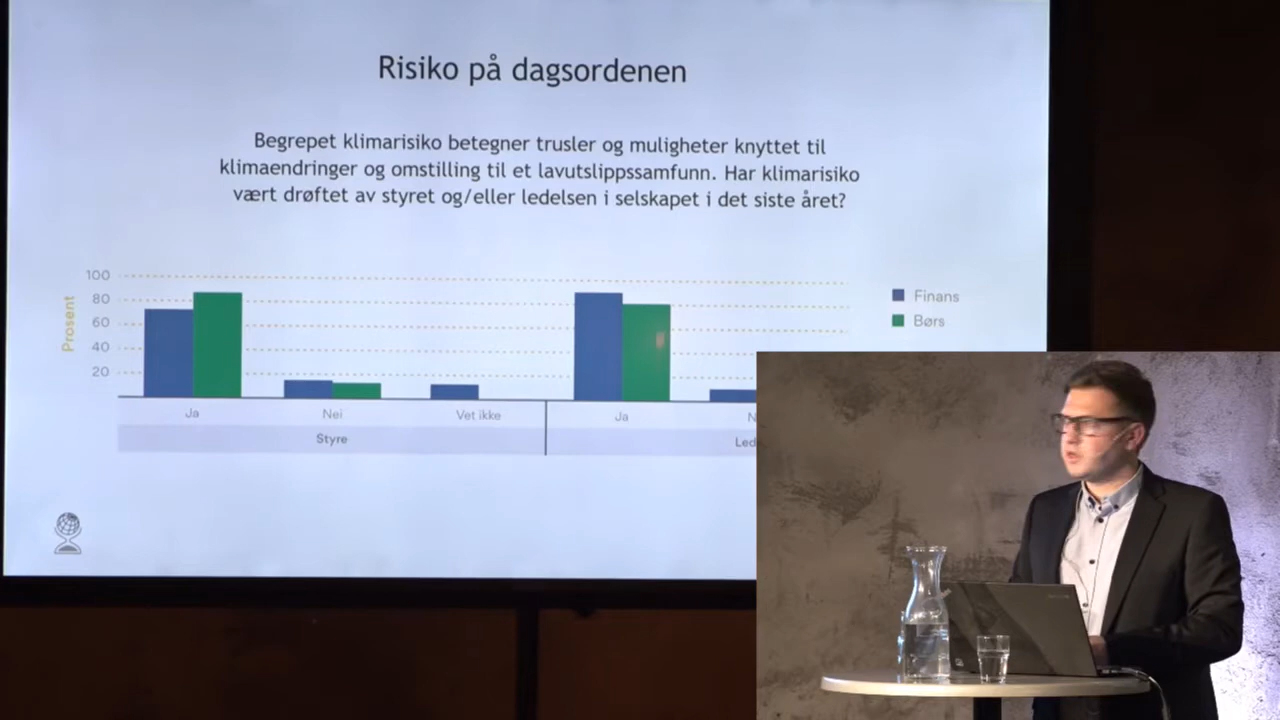 Risiko på dagsordenen
Begrepet klimarisiko betegner trusler og muligheter knyttet til
klimaendringer og omstilling til et lavutslippssamfunn. Har klimarisiko
vært drøftet av styret og/eller ledelsen i selskapet i det siste året?
Prosent
100
80
60
40
20
Finans
Børs
Ja
Nei
Vet ikke
Ja
N
Styre
Led